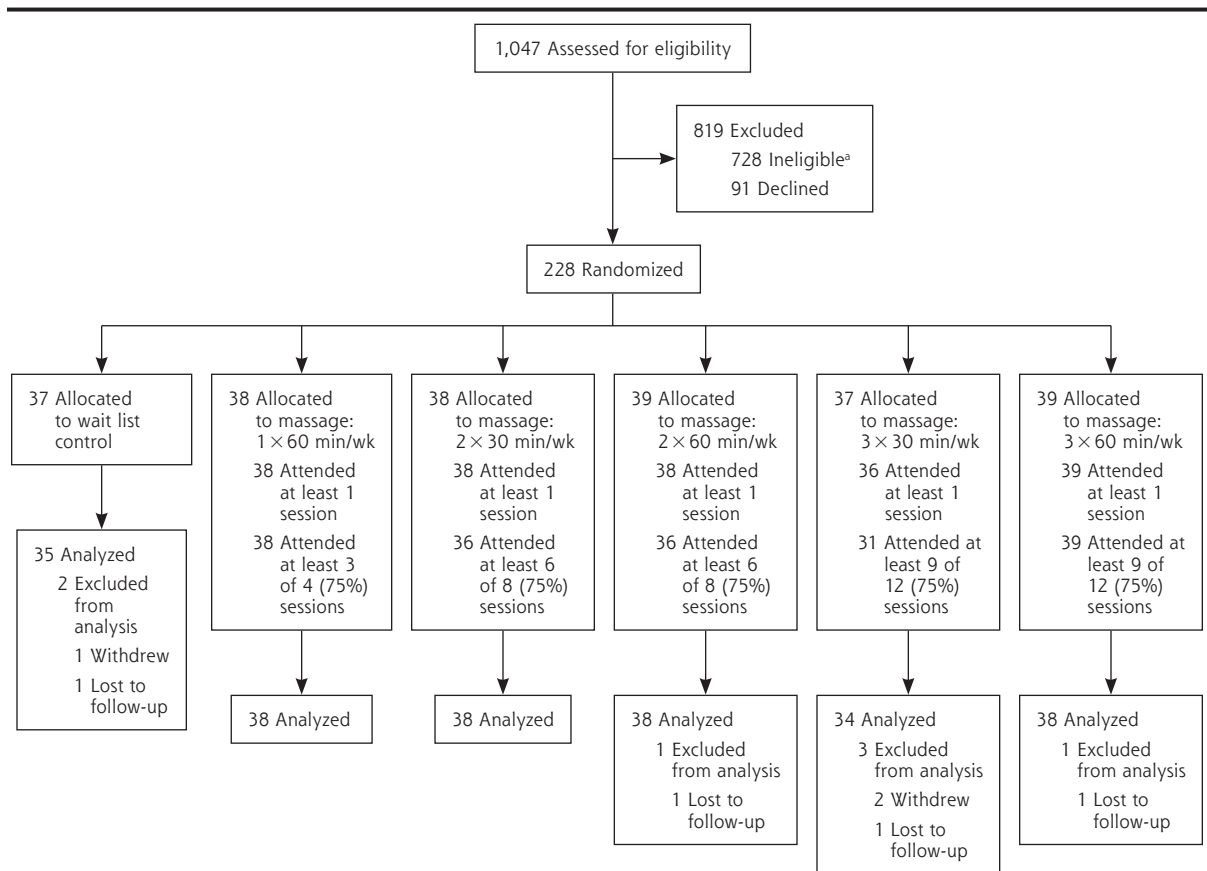 1,047 Assessed for eligibility
819 Excluded
728 Ineligibleᵃ
91 Declined
228 Randomized
37 Allocated
to wait list
control
35 Analyzed
2 Excluded
from
analysis
1 Withdrew
1 Lost to
follow-up
38 Allocated
to massage:
1 × 60 min/wk
38 Attended
at least 1
session
38 Attended
at least 3
of 4 (75%)
sessions
38 Analyzed
38 Allocated
to massage:
2 × 30 min/wk
38 Attended
at least 1
session
36 Attended
at least 6
of 8 (75%)
sessions
38 Analyzed
39 Allocated
to massage:
2 × 60 min/wk
38 Attended
at least 1
session
36 Attended
at least 6
of 8 (75%)
sessions
38 Analyzed
1 Excluded
from analysis
1 Lost to
follow-up
37 Allocated
to massage:
3 × 30 min/wk
36 Attended
at least 1
session
31 Attended at
least 9 of
12 (75%)
sessions
34 Analyzed
3 Excluded
from analysis
2 Withdrew
1 Lost to
follow-up
39 Allocated
to massage:
3 × 60 min/wk
39 Attended
at least 1
session
39 Attended at
least 9 of
12 (75%)
sessions
38 Analyzed
1 Excluded
from analysis
1 Lost to
follow-up